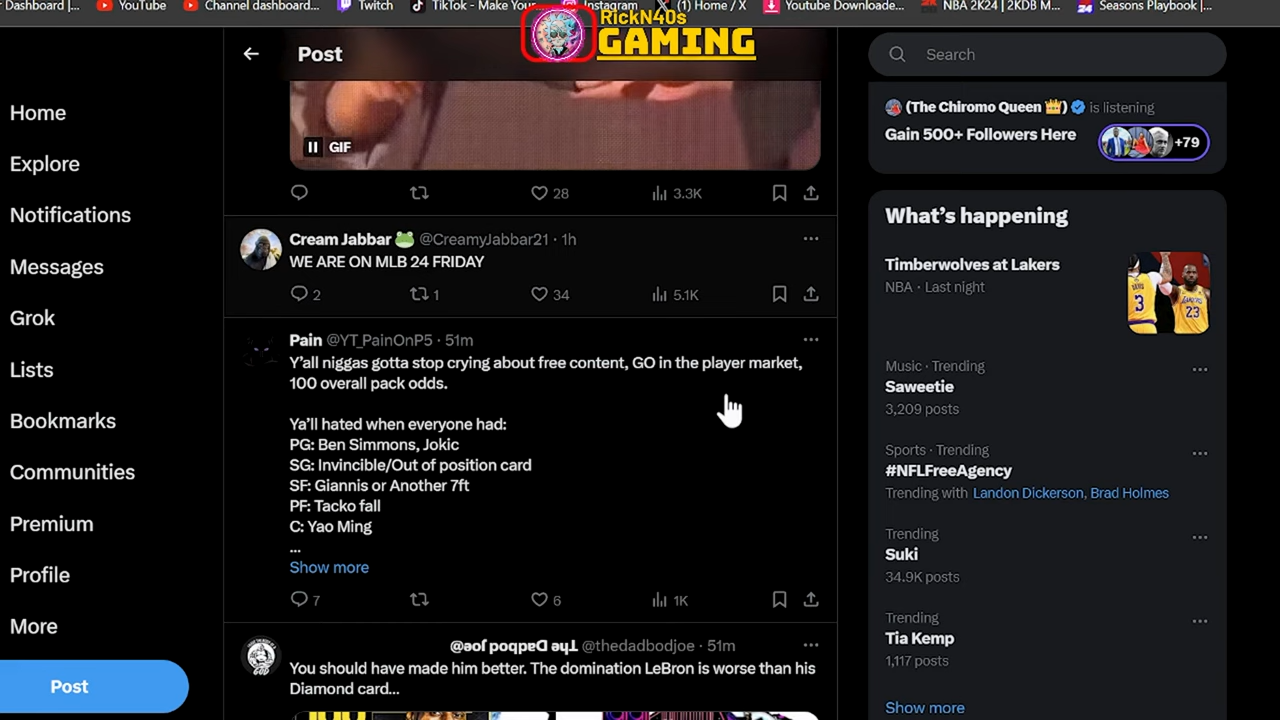 r Dashboard |...
YouTube
Channel dashboard...
Twitch
TikTok - Make Your...
Instagram
(1) Home / X
Youtube Downloade...
NBA 2K24 | 2KDB M...
Seasons Playbook |...
RickN40s
GAMING
Post
Search
Home
Explore
Notifications
Messages
Grok
Lists
Bookmarks
Communities
Premium
Profile
More
Post
GIF
28
3.3K
Cream Jabbar 🐸 @CreamyJabbar21 · 1h
WE ARE ON MLB 24 FRIDAY
2
1
34
5.1K
Pain @YT_PainOnP5 · 51m
Y'all niggas gotta stop crying about free content, GO in the player market,
100 overall pack odds.
Ya'll hated when everyone had:
PG: Ben Simmons, Jokic
SG: Invincible/Out of position card
SF: Giannis or Another 7ft
PF: Tacko fall
C: Yao Ming
...
Show more
7
6
1K
@ǝoſ poqpɐᗡ ǝɥꓕ @thedadbodjoe · 51m
You should have made him better. The domination LeBron is worse than his
Diamond card...
100
(The Chiromo Queen 👑) is listening
Gain 500+ Followers Here
+79
What's happening
Timberwolves at Lakers
NBA · Last night
3
23
Music · Trending
Saweetie
3,209 posts
Sports · Trending
#NFLFreeAgency
Trending with Landon Dickerson, Brad Holmes
Trending
Suki
34.9K posts
Trending
Tia Kemp
1,117 posts
Show more